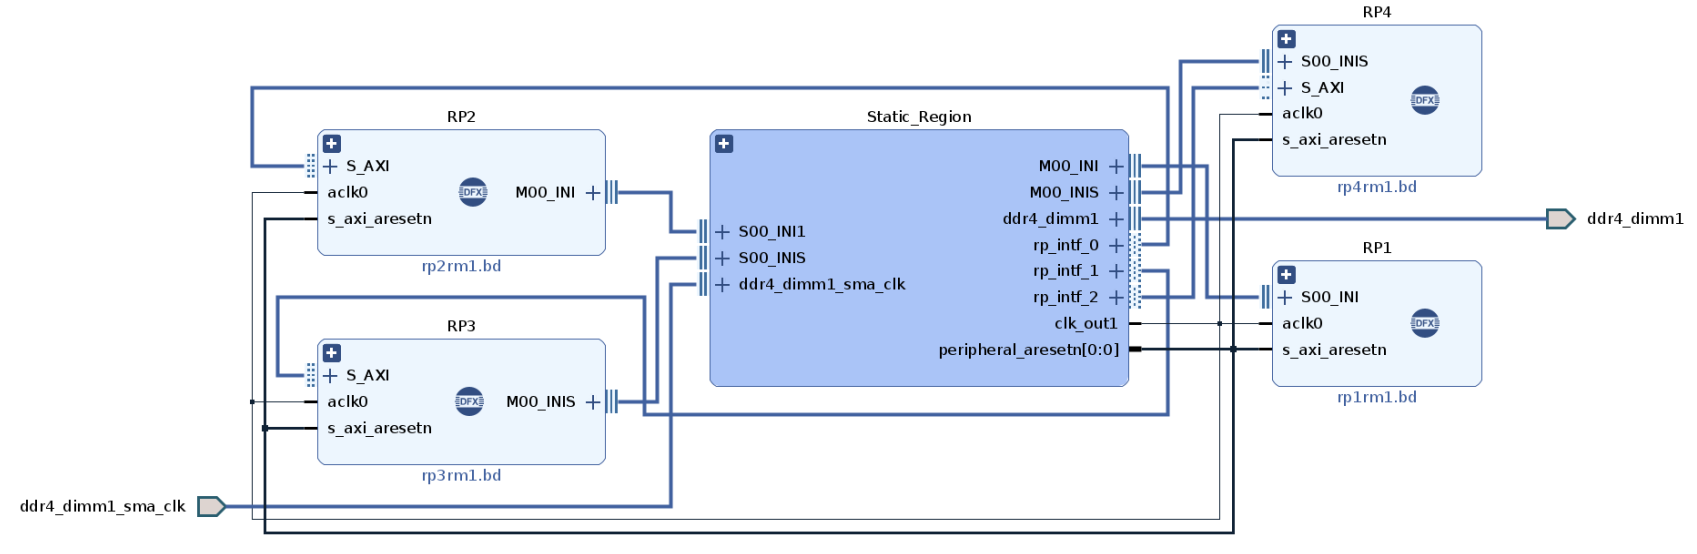 RP4
S00_INIS
S_AXI
aclk0
s_axi_aresetn
DFX
rp4rm1.bd
RP2
S_AXI
aclk0
s_axi_aresetn
DFX
M00_INI
rp2rm1.bd
Static_Region
M00_INI
M00_INIS
ddr4_dimm1
rp_intf_0
rp_intf_1
rp_intf_2
clk_out1
peripheral_aresetn[0:0]
S00_INI1
S00_INIS
ddr4_dimm1_sma_clk
ddr4_dimm1
RP1
S00_INI
aclk0
s_axi_aresetn
DFX
rp1rm1.bd
RP3
S_AXI
aclk0
s_axi_aresetn
DFX
M00_INIS
rp3rm1.bd
ddr4_dimm1_sma_clk